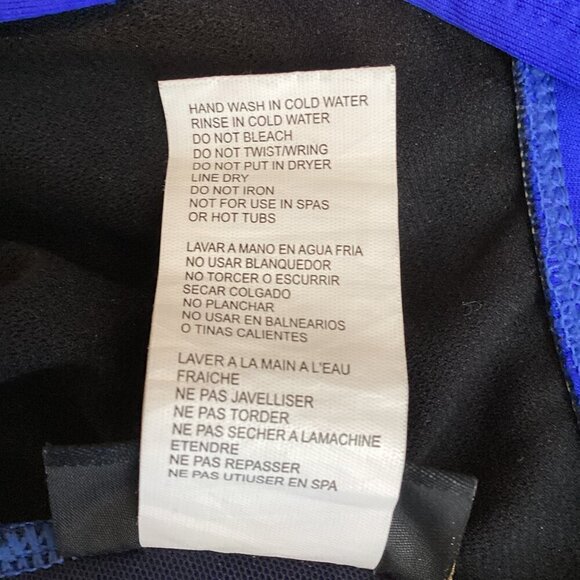 HAND WASH IN COLD WATER
RINSE IN COLD WATER
DO NOT BLEACH
DO NOT TWIST/WRING
DO NOT PUT IN DRYER
LINE DRY
DO NOT IRON
NOT FOR USE IN SPAS
OR HOT TUBS
LAVAR A MANO EN AGUA FRIA
NO USAR BLANQUEDOR
NO TORCER O ESCURRIR
SECAR COLGADO
NO PLANCHAR
NO USAR EN BALNEARIOS
O TINAS CALIENTES
LAVER A LA MAIN A L'EAU
FRAICHE
NE PAS JAVELLISER
NE PAS TORDER
NE PAS SECHER A LAMACHINE
ETENDRE
NE PAS REPASSER
NE PAS UTIUSER EN SPA